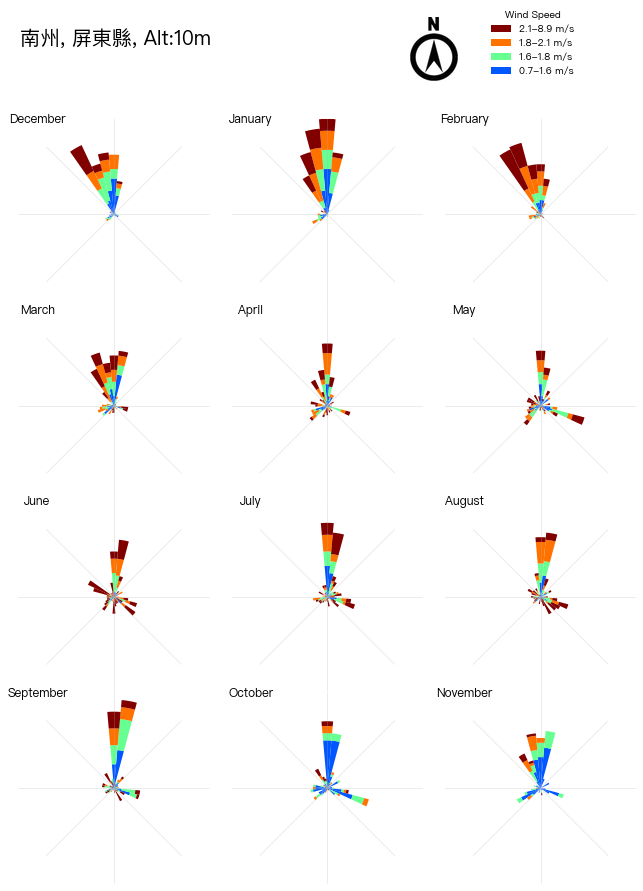 南州, 屏東縣, Alt:10m
N
Wind Speed
2.1–8.9 m/s
1.8–2.1 m/s
1.6–1.8 m/s
0.7–1.6 m/s
December
January
February
March
April
May
June
July
August
September
October
November